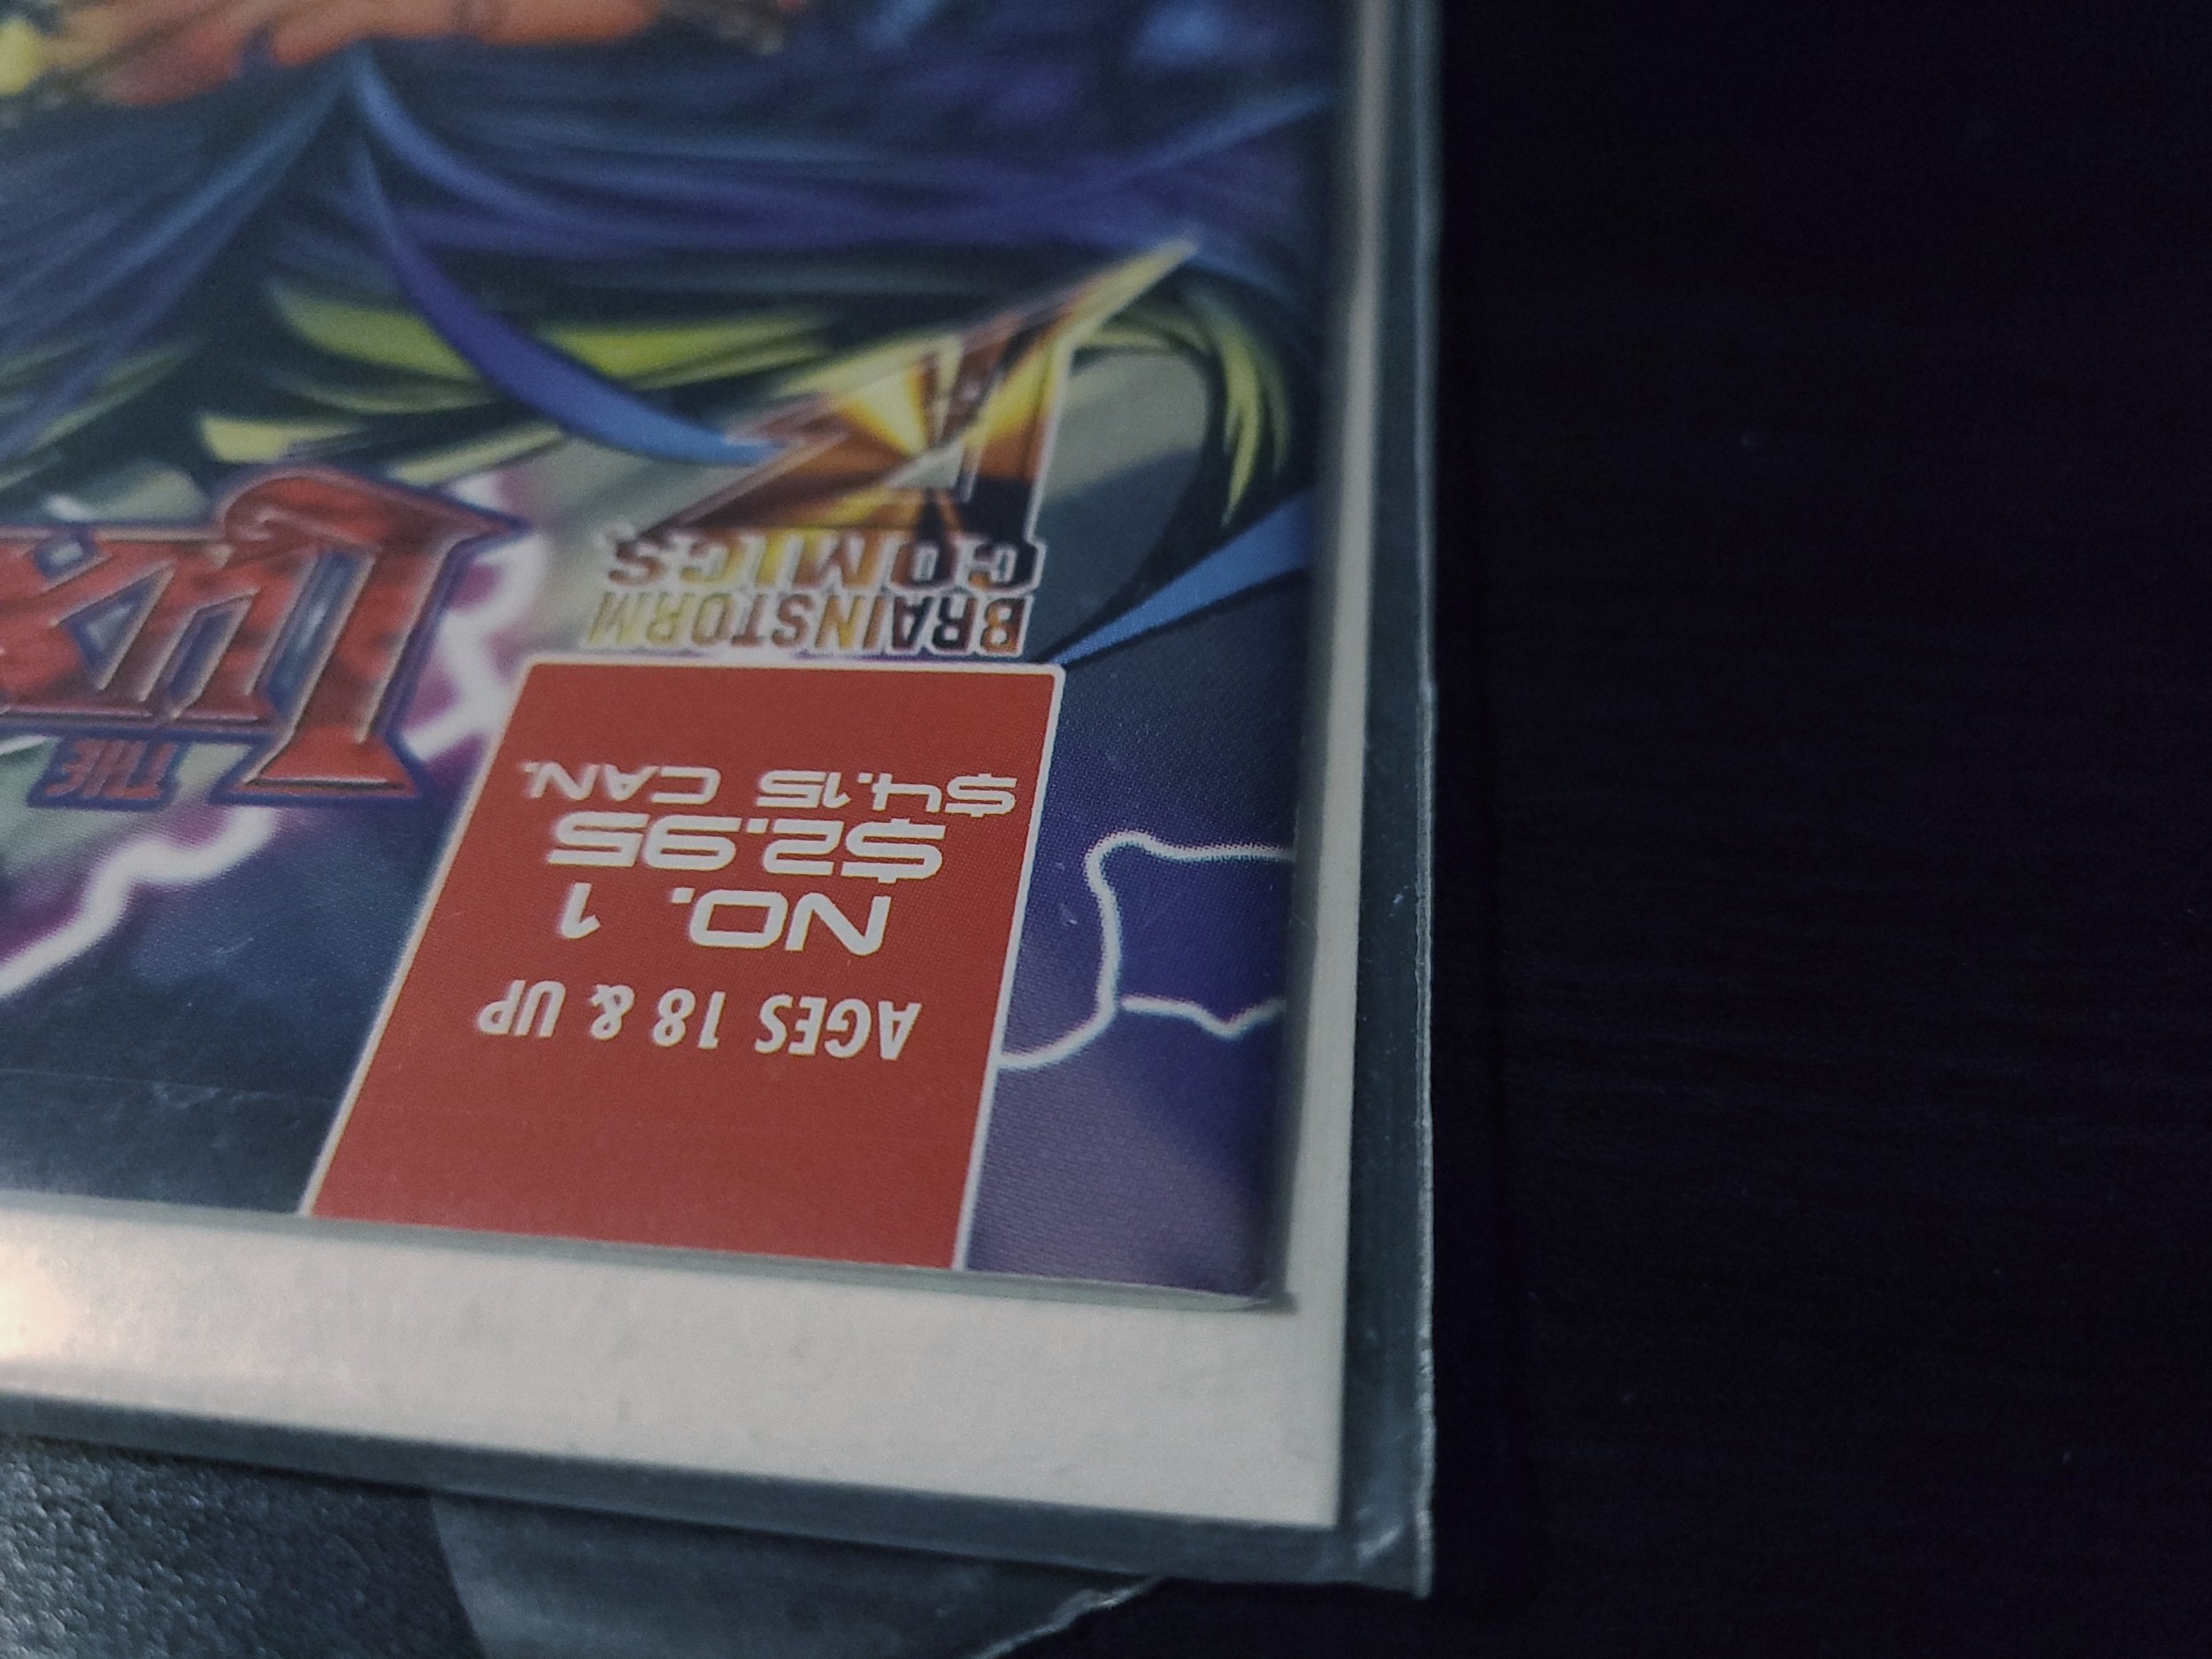 AGES 18 & UP
NO. 1
$2.95
$4.15 CAN.
BRAINSTORM
COMICS
THE